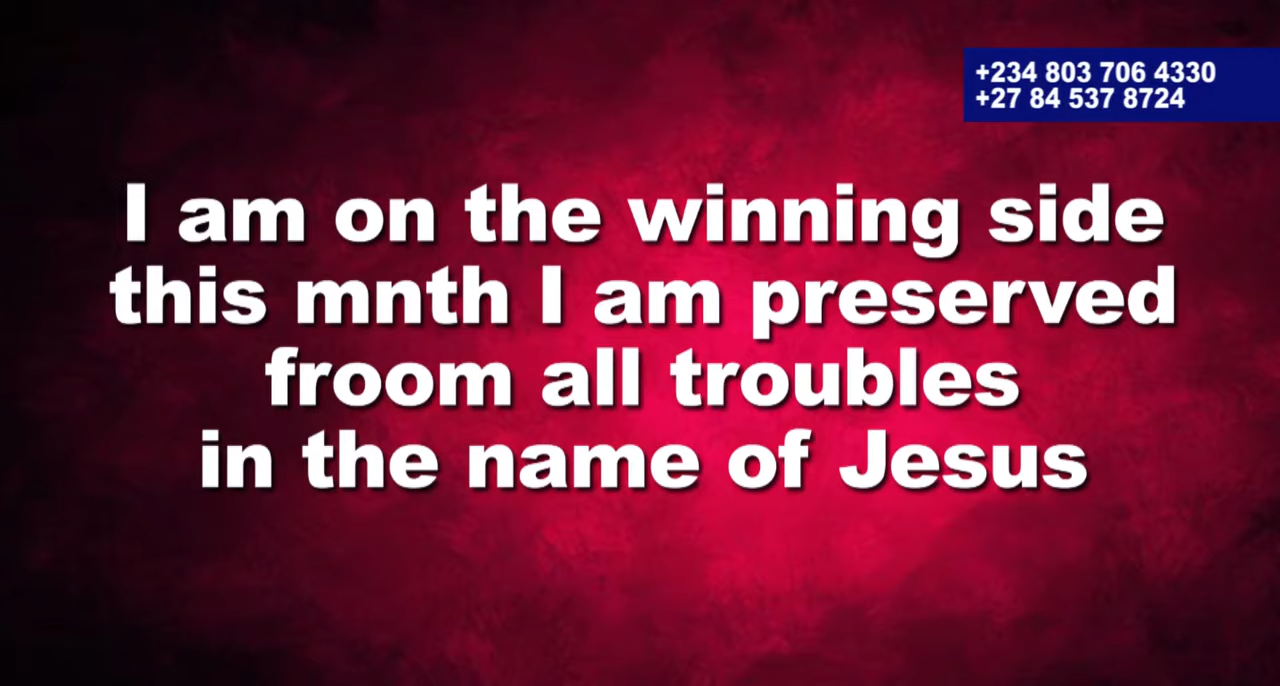 +234 803 706 4330
+27 84 537 8724
I am on the winning side
this mnth I am preserved
froom all troubles
in the name of Jesus